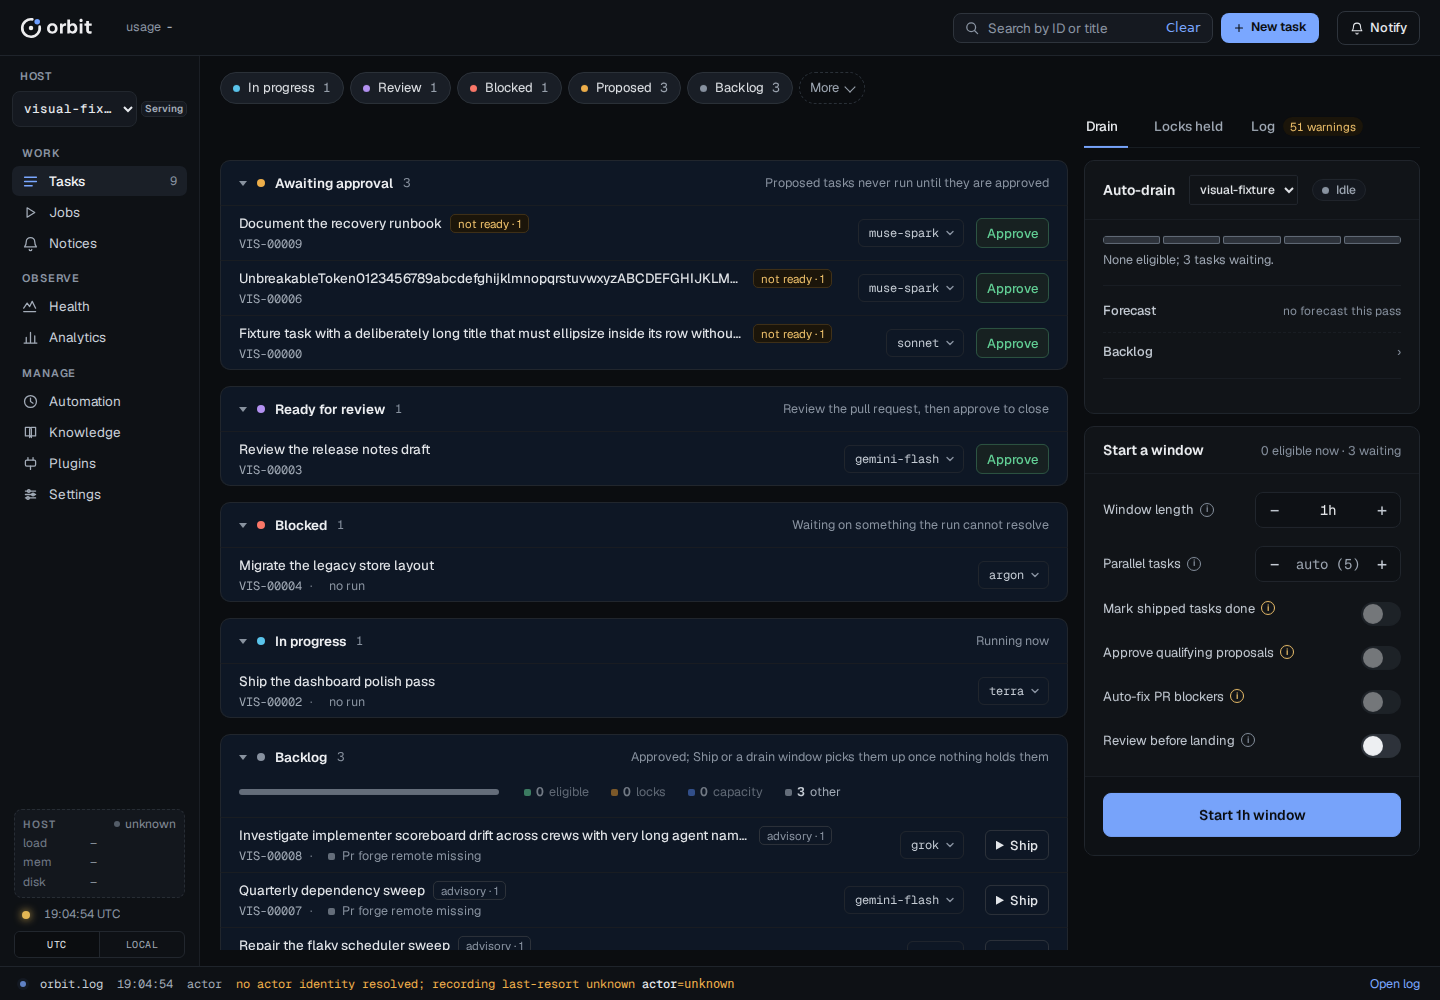 orbit
usage –
Search by ID or title
Clear
+ New task
Notify
HOST
visual-fix…
Serving
WORK
Tasks 9
Jobs
Notices
OBSERVE
Health
Analytics
MANAGE
Automation
Knowledge
Plugins
Settings
HOST unknown
load –
mem –
disk –
19:04:54 UTC
UTC LOCAL
In progress 1
Review 1
Blocked 1
Proposed 3
Backlog 3
More
Awaiting approval 3
Proposed tasks never run until they are approved
Document the recovery runbook not ready · 1
VIS-00009
muse-spark
Approve
UnbreakableToken0123456789abcdefghijklmnopqrstuvwxyzABCDEFGHIJKLM… not ready · 1
VIS-00006
muse-spark
Approve
Fixture task with a deliberately long title that must ellipsize inside its row withou… not ready · 1
VIS-00000
sonnet
Approve
Ready for review 1
Review the pull request, then approve to close
Review the release notes draft
VIS-00003
gemini-flash
Approve
Blocked 1
Waiting on something the run cannot resolve
Migrate the legacy store layout
VIS-00004 · no run
argon
In progress 1
Running now
Ship the dashboard polish pass
VIS-00002 · no run
terra
Backlog 3
Approved; Ship or a drain window picks them up once nothing holds them
0 eligible 0 locks 0 capacity 3 other
Investigate implementer scoreboard drift across crews with very long agent nam… advisory · 1
VIS-00008 · Pr forge remote missing
grok
Ship
Quarterly dependency sweep advisory · 1
VIS-00007 · Pr forge remote missing
gemini-flash
Ship
Repair the flaky scheduler sweep advisory · 1
Drain
Locks held
Log 51 warnings
Auto-drain visual-fixture Idle
None eligible; 3 tasks waiting.
Forecast no forecast this pass
Backlog ›
Start a window 0 eligible now · 3 waiting
Window length i − 1h +
Parallel tasks i − auto (5) +
Mark shipped tasks done i
Approve qualifying proposals i
Auto-fix PR blockers i
Review before landing i
Start 1h window
orbit.log 19:04:54 actor no actor identity resolved; recording last-resort unknown actor=unknown
Open log